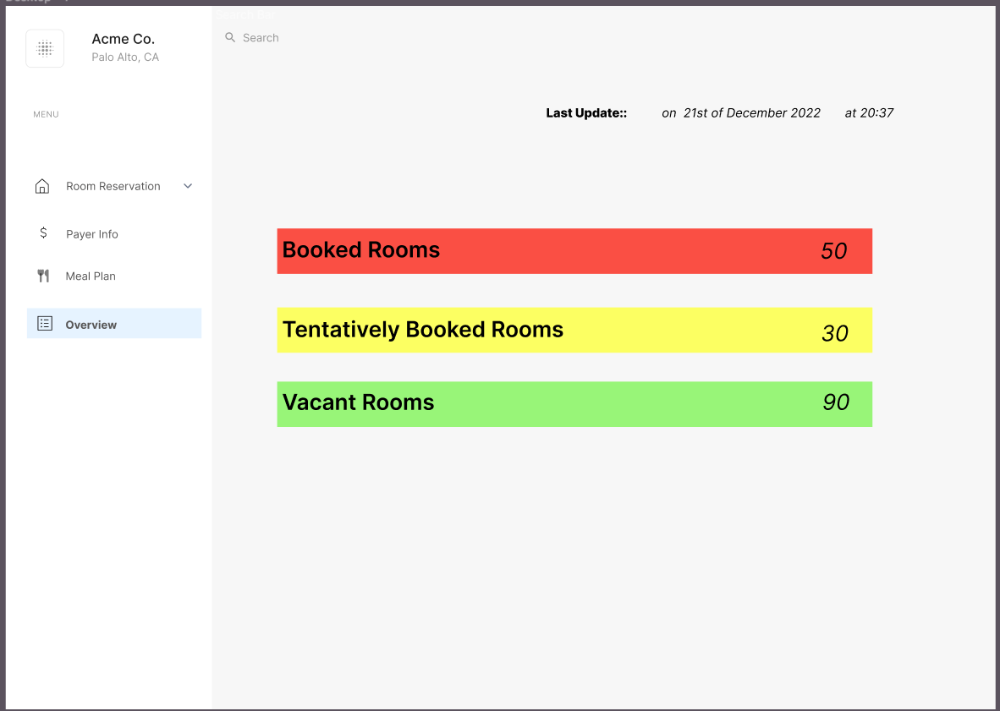 Search Bar
Acme Co.
Palo Alto, CA
Search
MENU
Last Update:: on 21st of December 2022 at 20:37
Room Reservation
$ Payer Info
Meal Plan
Overview
Booked Rooms 50
Tentatively Booked Rooms 30
Vacant Rooms 90